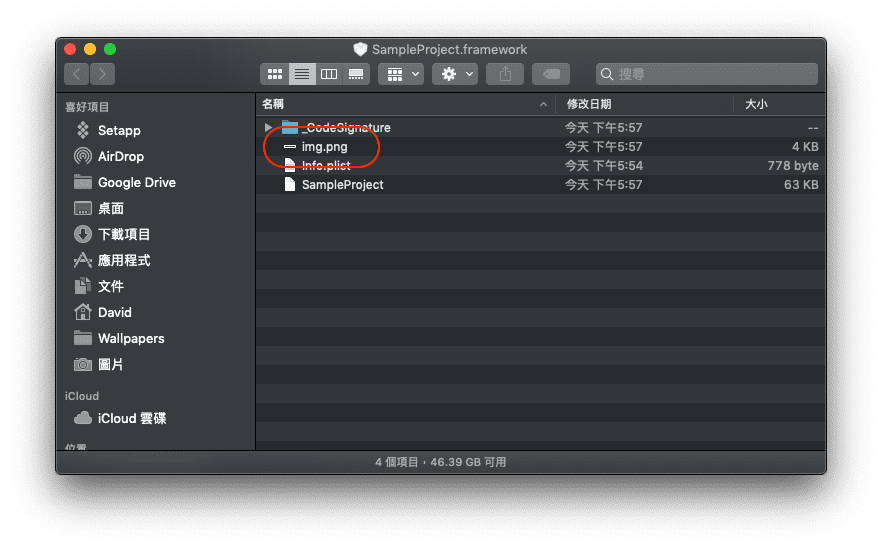 SampleProject.framework
搜尋
喜好項目
Setapp
AirDrop
Google Drive
桌面
下載項目
應用程式
文件
David
Wallpapers
圖片
iCloud
iCloud 雲碟
位置
名稱 修改日期 大小
_CodeSignature 今天 下午5:57 --
img.png 今天 下午5:57 4 KB
Info.plist 今天 下午5:54 778 byte
SampleProject 今天 下午5:57 63 KB
4 個項目，46.39 GB 可用